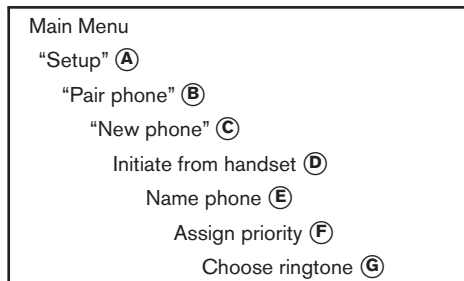 Main Menu
“Setup” Ⓐ
“Pair phone” Ⓑ
“New phone” Ⓒ
Initiate from handset Ⓓ
Name phone Ⓔ
Assign priority Ⓕ
Choose ringtone Ⓖ